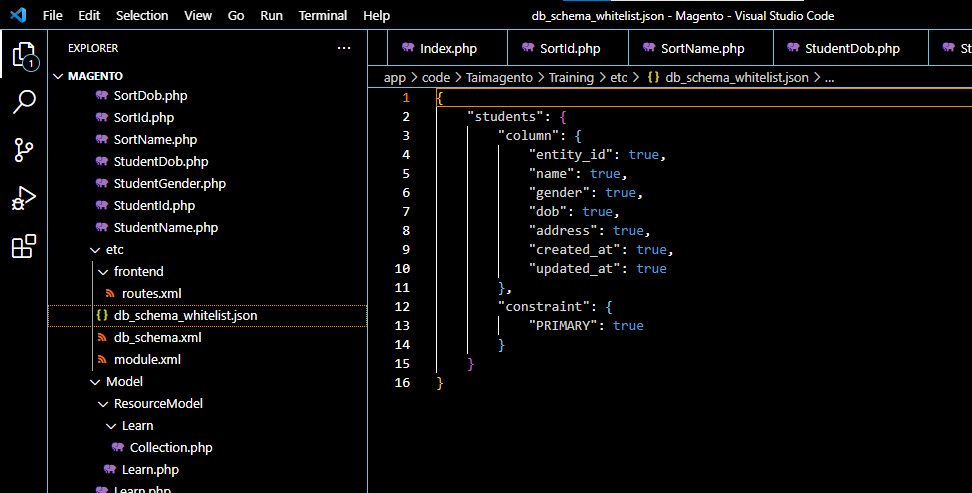 File Edit Selection View Go Run Terminal Help
db_schema_whitelist.json - Magento - Visual Studio Code
1
EXPLORER
...
MAGENTO
SortDob.php
SortId.php
SortName.php
StudentDob.php
StudentGender.php
StudentId.php
StudentName.php
etc
frontend
routes.xml
{} db_schema_whitelist.json
db_schema.xml
module.xml
Model
ResourceModel
Learn
Collection.php
Learn.php
Learn.php
Index.php
SortId.php
SortName.php
StudentDob.php
St
app > code > Taimagento > Training > etc > {} db_schema_whitelist.json > ...
1 {
2 "students": {
3 "column": {
4 "entity_id": true,
5 "name": true,
6 "gender": true,
7 "dob": true,
8 "address": true,
9 "created_at": true,
10 "updated_at": true
11 },
12 "constraint": {
13 "PRIMARY": true
14 }
15 }
16 }